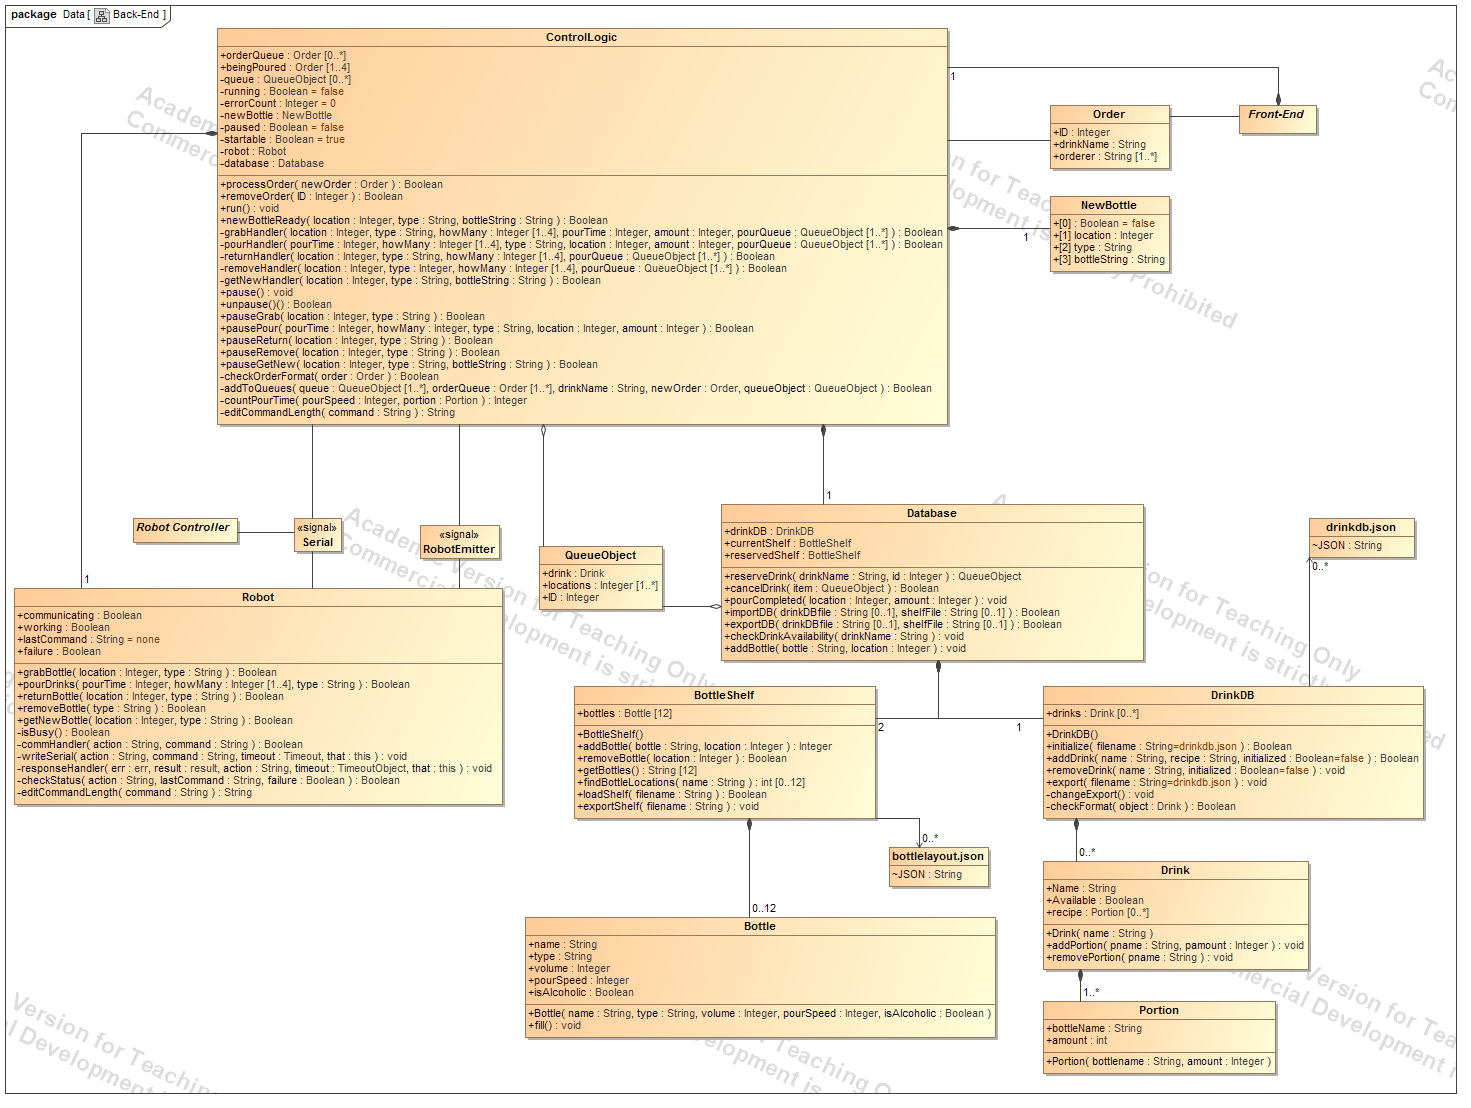 package Data [ Back-End ]
ControlLogic
+orderQueue : Order [0..*]
+beingPoured : Order [1..4]
-queue : QueueObject [0..*]
-running : Boolean = false
-errorCount : Integer = 0
-newBottle : NewBottle
-paused : Boolean = false
-startable : Boolean = true
-robot : Robot
-database : Database
+processOrder( newOrder : Order ) : Boolean
+removeOrder( ID : Integer ) : Boolean
+run() : void
+newBottleReady( location : Integer, type : String, bottleString : String ) : Boolean
-grabHandler( location : Integer, type : String, howMany : Integer [1..4], pourTime : Integer, amount : Integer, pourQueue : QueueObject [1..*] ) : Boolean
-pourHandler( pourTime : Integer, howMany : Integer [1..4], type : String, location : Integer, amount : Integer, pourQueue : QueueObject [1..*] ) : Boolean
-returnHandler( location : Integer, type : String, howMany : Integer [1..4], pourQueue : QueueObject [1..*] ) : Boolean
-removeHandler( location : Integer, type : Integer, howMany : Integer [1..4], pourQueue : QueueObject [1..*] ) : Boolean
-getNewHandler( location : Integer, type : String, bottleString : String ) : Boolean
+pause() : void
+unpause()() : Boolean
+pauseGrab( location : Integer, type : String ) : Boolean
+pausePour( pourTime : Integer, howMany : Integer, type : String, location : Integer, amount : Integer ) : Boolean
+pauseReturn( location : Integer, type : String ) : Boolean
+pauseRemove( location : Integer, type : String ) : Boolean
+pauseGetNew( location : Integer, type : String, bottleString : String ) : Boolean
-checkOrderFormat( order : Order ) : Boolean
-addToQueues( queue : QueueObject [1..*], orderQueue : Order [1..*], drinkName : String, newOrder : Order, queueObject : QueueObject ) : Boolean
-countPourTime( pourSpeed : Integer, portion : Portion ) : Integer
-editCommandLength( command : String ) : String
1
Order
+ID : Integer
+drinkName : String
+orderer : String [1..*]
Front-End
NewBottle
+[0] : Boolean = false
+[1] location : Integer
+[2] type : String
+[3] bottleString : String
1
Robot Controller
«signal»
Serial
«signal»
RobotEmitter
QueueObject
+drink : Drink
+locations : Integer [1..*]
+ID : Integer
1
Database
+drinkDB : DrinkDB
+currentShelf : BottleShelf
+reservedShelf : BottleShelf
+reserveDrink( drinkName : String, id : Integer ) : QueueObject
+cancelDrink( item : QueueObject ) : Boolean
+pourCompleted( location : Integer, amount : Integer ) : void
+importDB( drinkDBfile : String [0..1], shelfFile : String [0..1] ) : Boolean
+exportDB( drinkDBfile : String [0..1], shelfFile : String [0..1] ) : Boolean
+checkDrinkAvailability( drinkName : String ) : void
+addBottle( bottle : String, location : Integer ) : void
drinkdb.json
~JSON : String
0..*
1
Robot
+communicating : Boolean
+working : Boolean
+lastCommand : String = none
+failure : Boolean
+grabBottle( location : Integer, type : String ) : Boolean
+pourDrinks( pourTime : Integer, howMany : Integer [1..4], type : String ) : Boolean
+returnBottle( location : Integer, type : String ) : Boolean
+removeBottle( type : String ) : Boolean
+getNewBottle( location : Integer, type : String ) : Boolean
-isBusy() : Boolean
-commHandler( action : String, command : String ) : Boolean
-writeSerial( action : String, command : String, timeout : Timeout, that : this ) : void
-responseHandler( err : err, result : result, action : String, timeout : TimeoutObject, that : this ) : void
-checkStatus( action : String, lastCommand : String, failure : Boolean ) : Boolean
-editCommandLength( command : String ) : String
BottleShelf
+bottles : Bottle [12]
+BottleShelf()
+addBottle( bottle : String, location : Integer ) : Integer
+removeBottle( location : Integer ) : Boolean
+getBottles() : String [12]
+findBottleLocations( name : String ) : int [0..12]
+loadShelf( filename : String ) : Boolean
+exportShelf( filename : String ) : void
2
1
DrinkDB
+drinks : Drink [0..*]
+DrinkDB()
+initialize( filename : String=drinkdb.json ) : Boolean
+addDrink( name : String, recipe : String, initialized : Boolean=false ) : Boolean
+removeDrink( name : String, initialized : Boolean=false ) : void
+export( filename : String=drinkdb.json ) : void
-changeExport() : void
-checkFormat( object : Drink ) : Boolean
0..*
bottlelayout.json
~JSON : String
0..*
Drink
+Name : String
+Available : Boolean
+recipe : Portion [0..*]
+Drink( name : String )
+addPortion( pname : String, pamount : Integer ) : void
+removePortion( pname : String ) : void
0..12
Bottle
+name : String
+type : String
+volume : Integer
+pourSpeed : Integer
+isAlcoholic : Boolean
+Bottle( name : String, type : String, volume : Integer, pourSpeed : Integer, isAlcoholic : Boolean )
+fill() : void
1..*
Portion
+bottleName : String
+amount : int
+Portion( bottlename : String, amount : Integer )